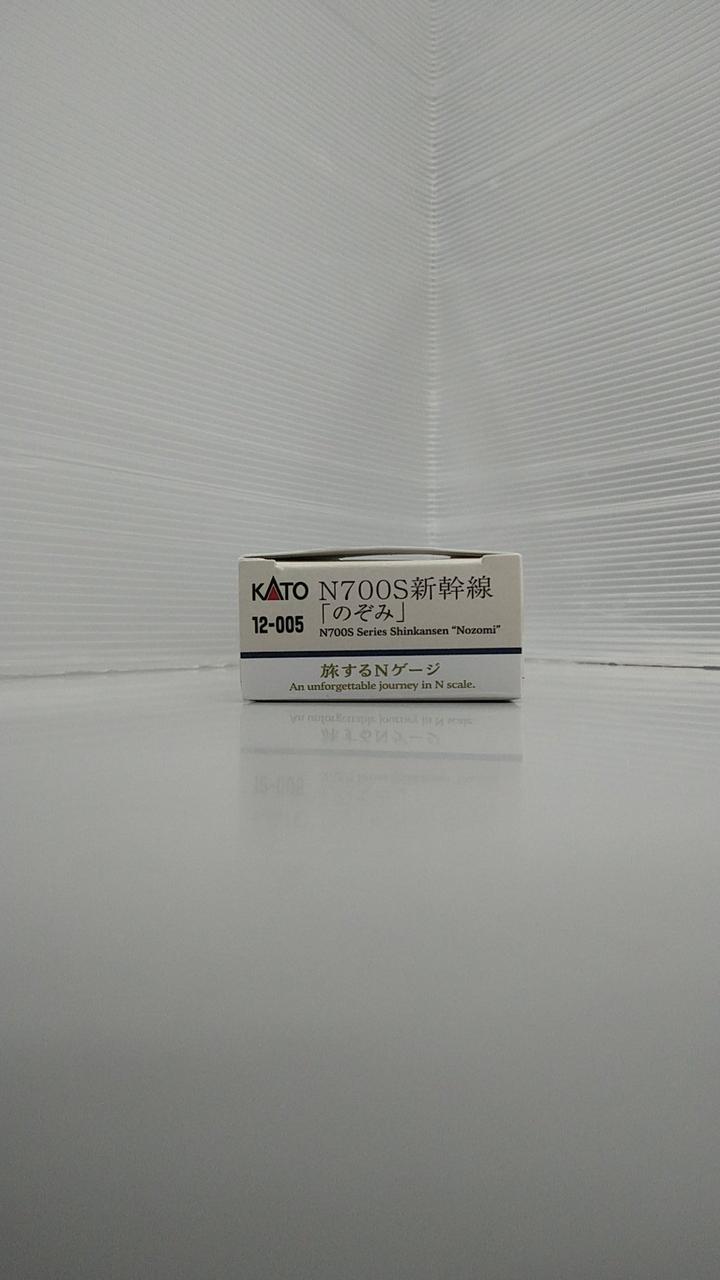 KATO
12-005
N700S新幹線
「のぞみ」
N700S Series Shinkansen “Nozomi”
旅するNゲージ
An unforgettable journey in N scale.